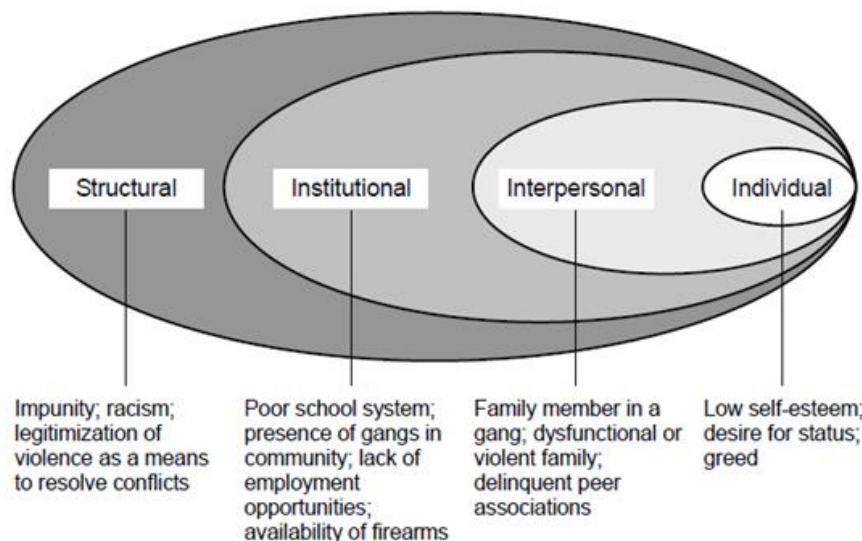 Structural
Institutional
Interpersonal
Individual
Impunity; racism;
legitimization of
violence as a means
to resolve conflicts
Poor school system;
presence of gangs in
community; lack of
employment
opportunities;
availability of firearms
Family member in a
gang; dysfunctional or
violent family;
delinquent peer
associations
Low self-esteem;
desire for status;
greed